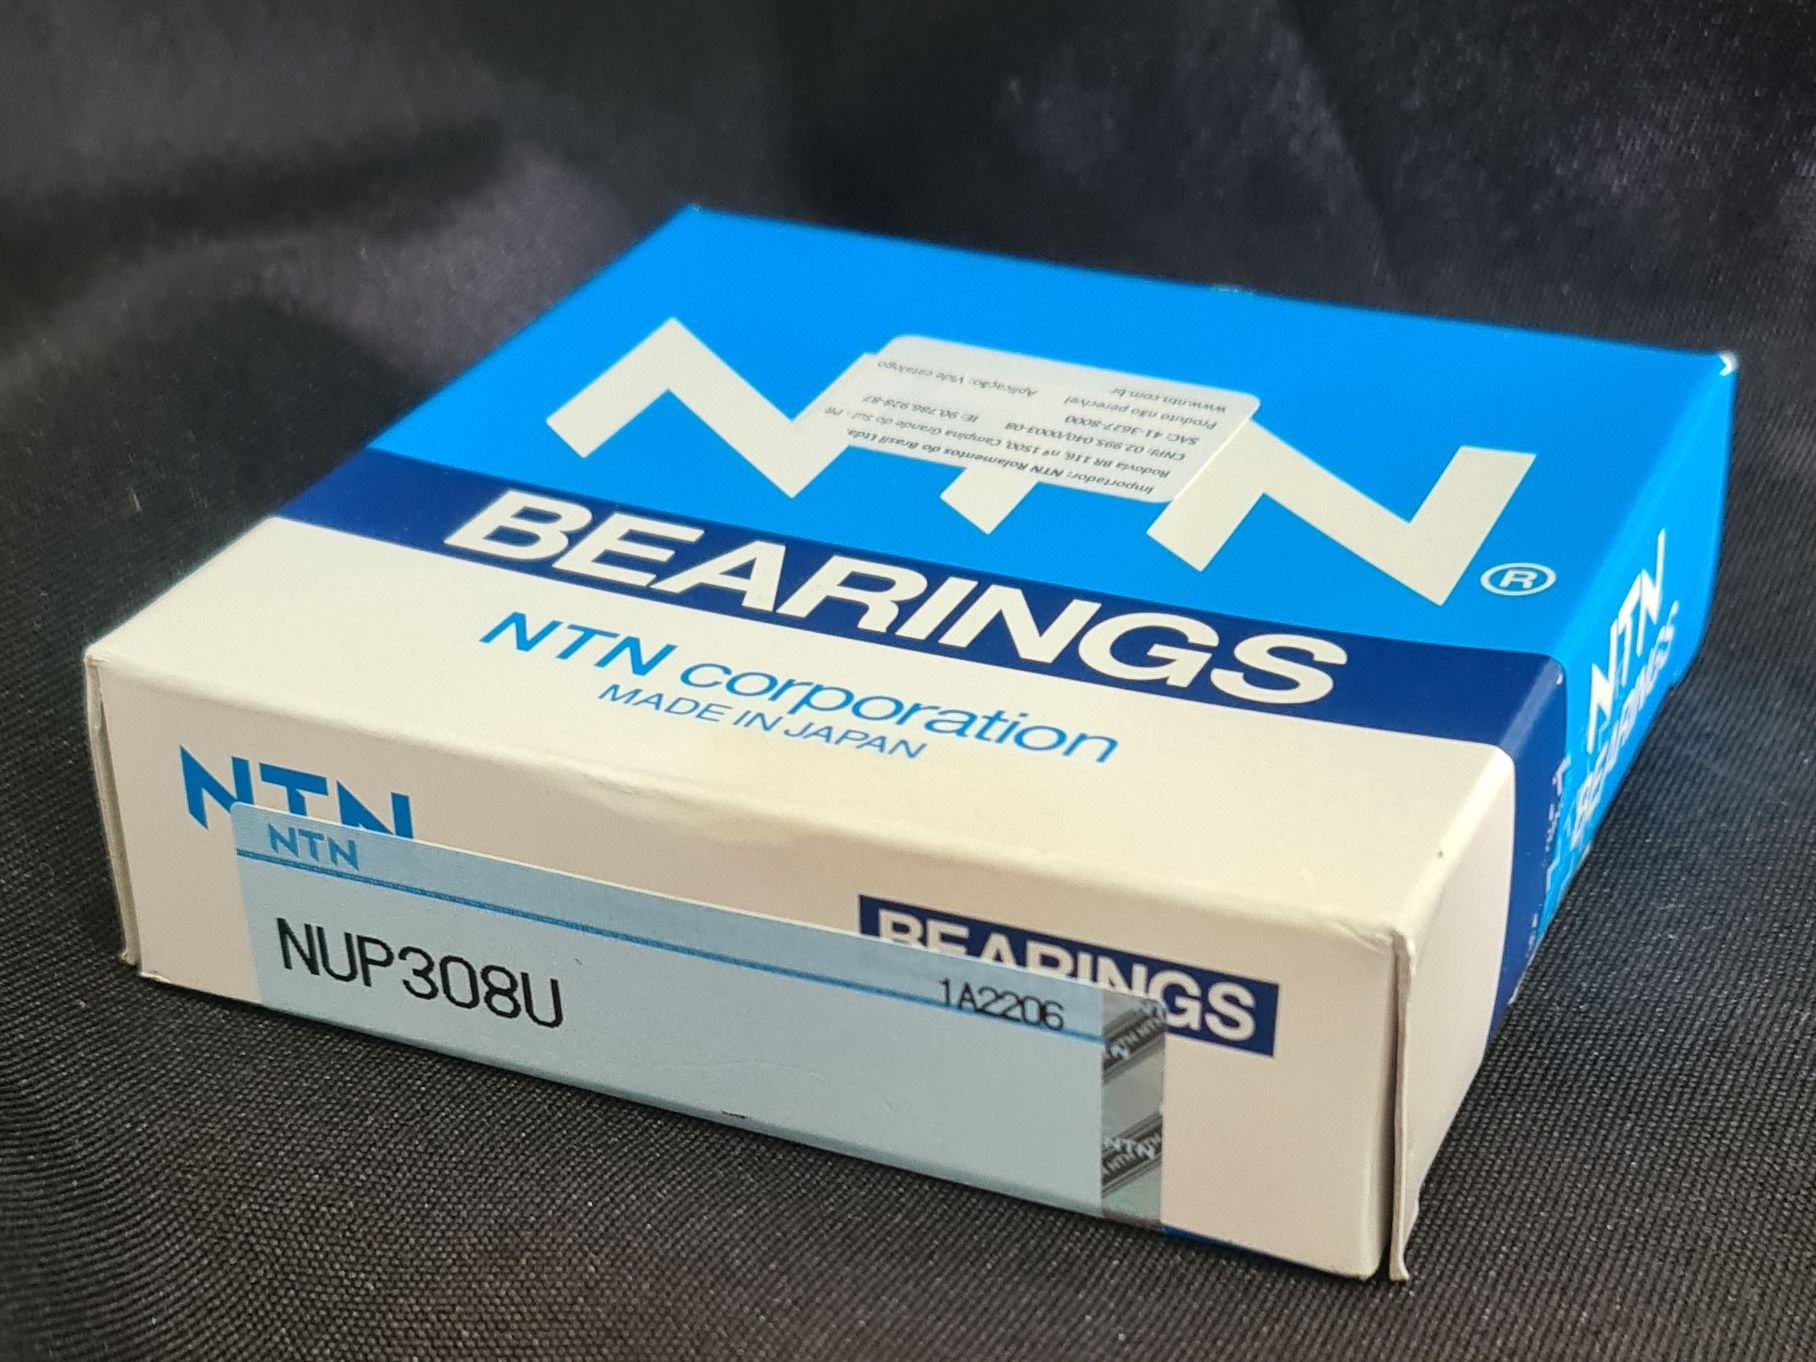 NTN®
Importador: NTN Rolamentos do Brasil Ltda.
Rodovia BR 116, nº 1500, Campina Grande do Sul - PR
CNPJ: 02.995.040/0003-08 IE: 90.786.928-87
SAC: 41-3627-8000
Produto não perecível Aplicação: Vide catálogo
www.ntn.com.br
BEARINGS
NTN corporation
MADE IN JAPAN
NTN
BEARINGS
NTN
NTN
BEARINGS
1A2206
NUP308U
NTN